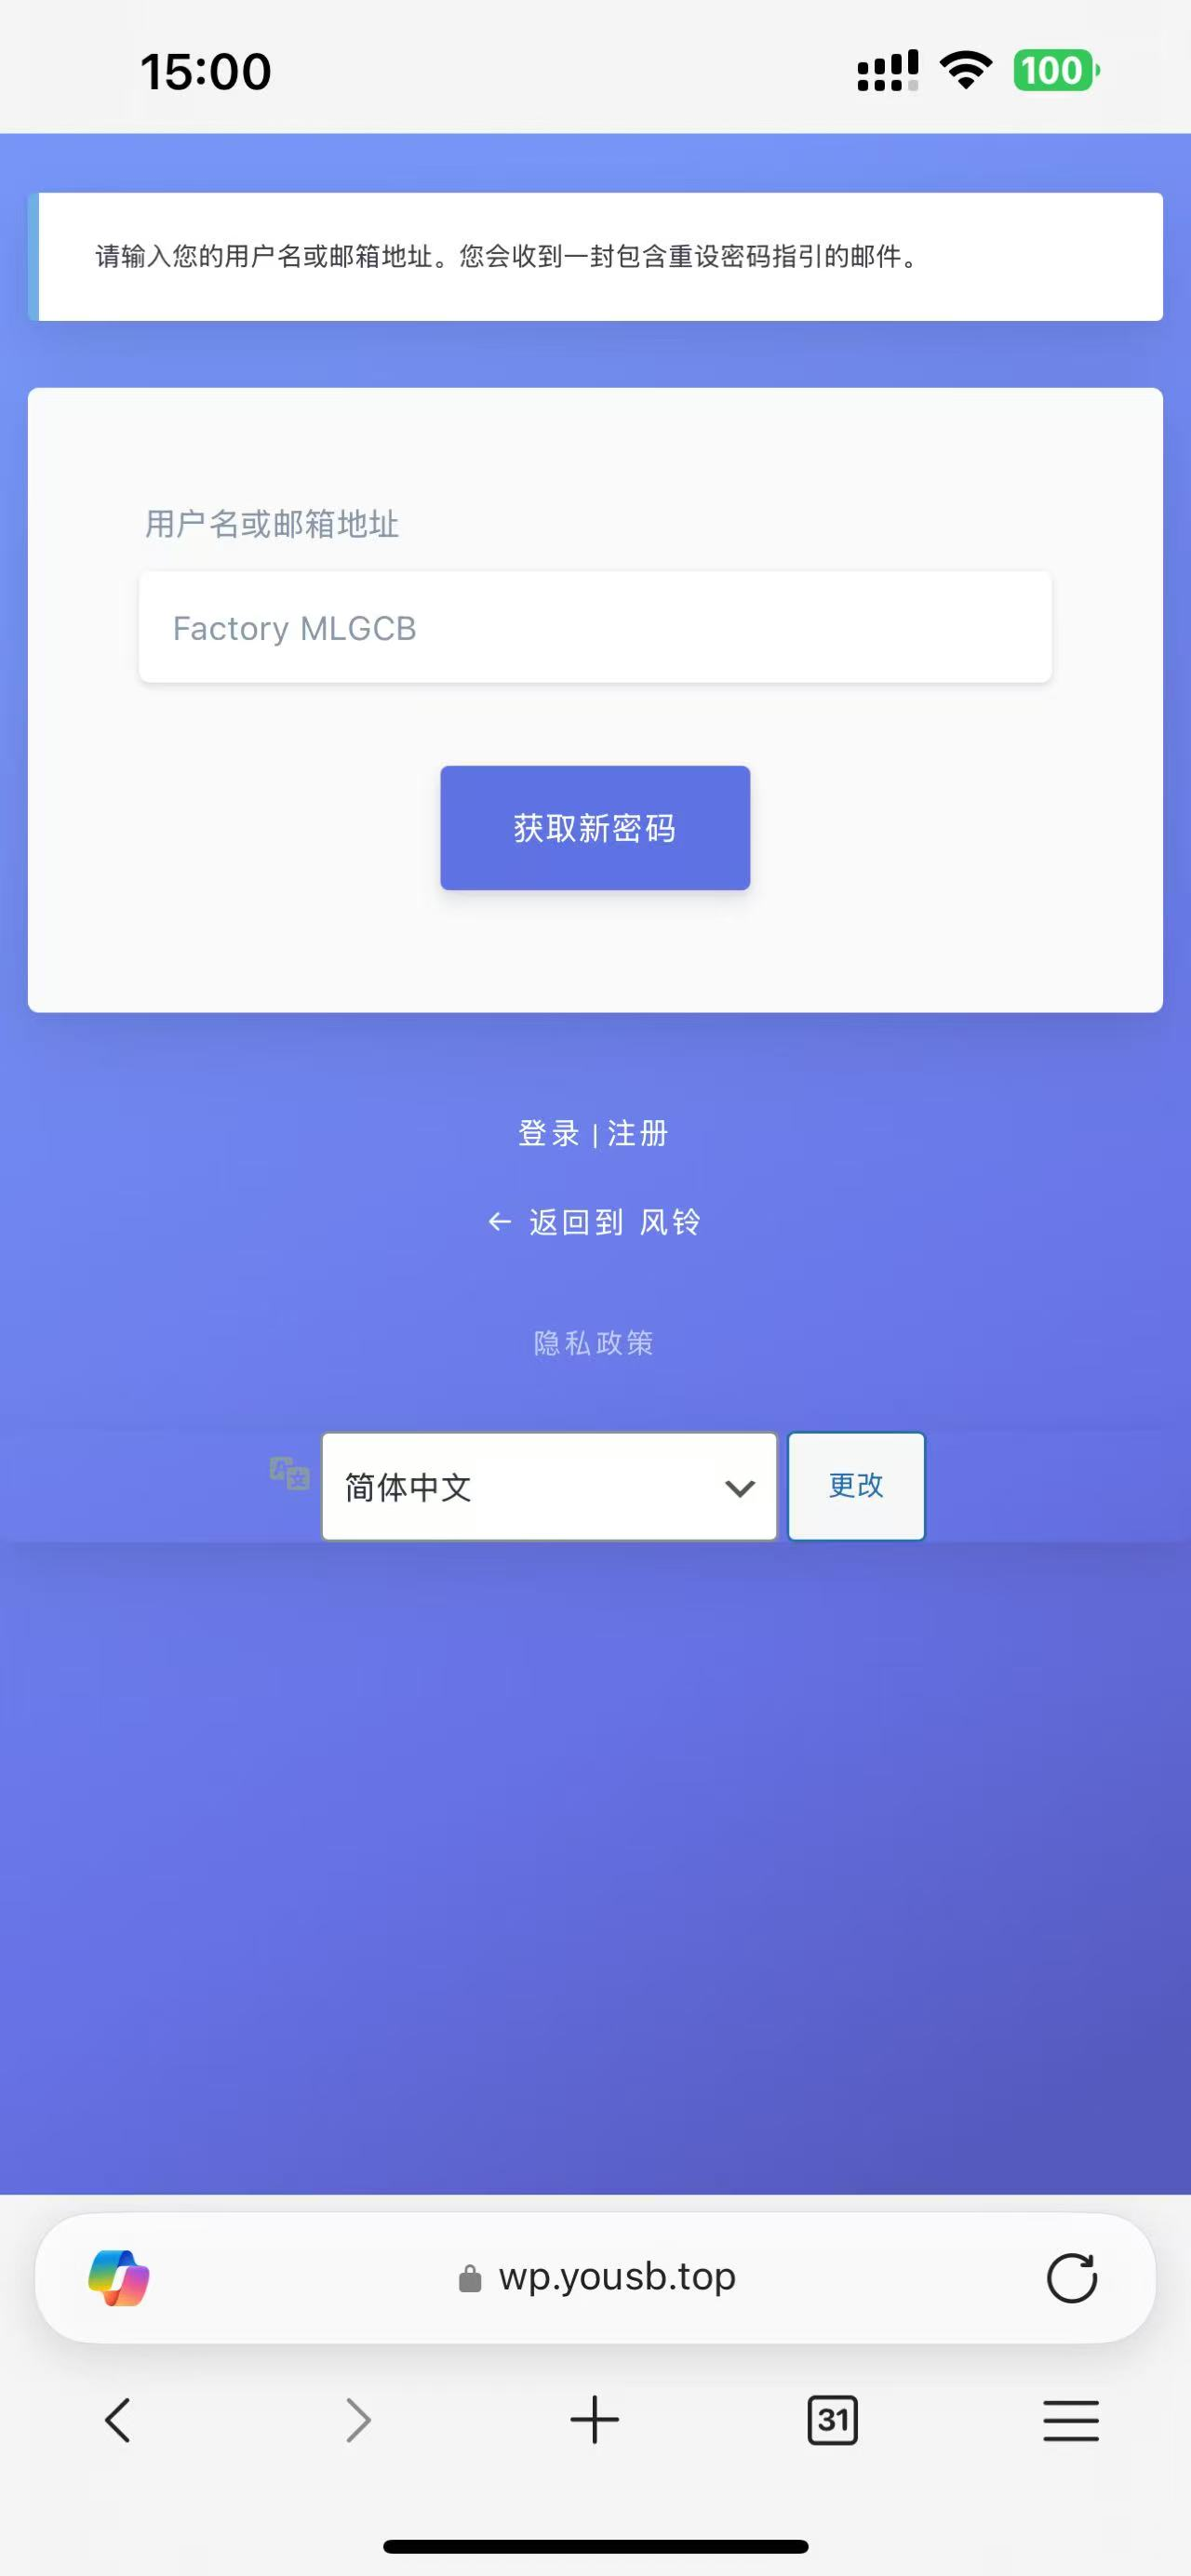 15:00
100
请输入您的用户名或邮箱地址。您会收到一封包含重设密码指引的邮件。
用户名或邮箱地址
Factory MLGCB
获取新密码
登录 | 注册
← 返回到 风铃
隐私政策
简体中文
更改
wp.yousb.top
31